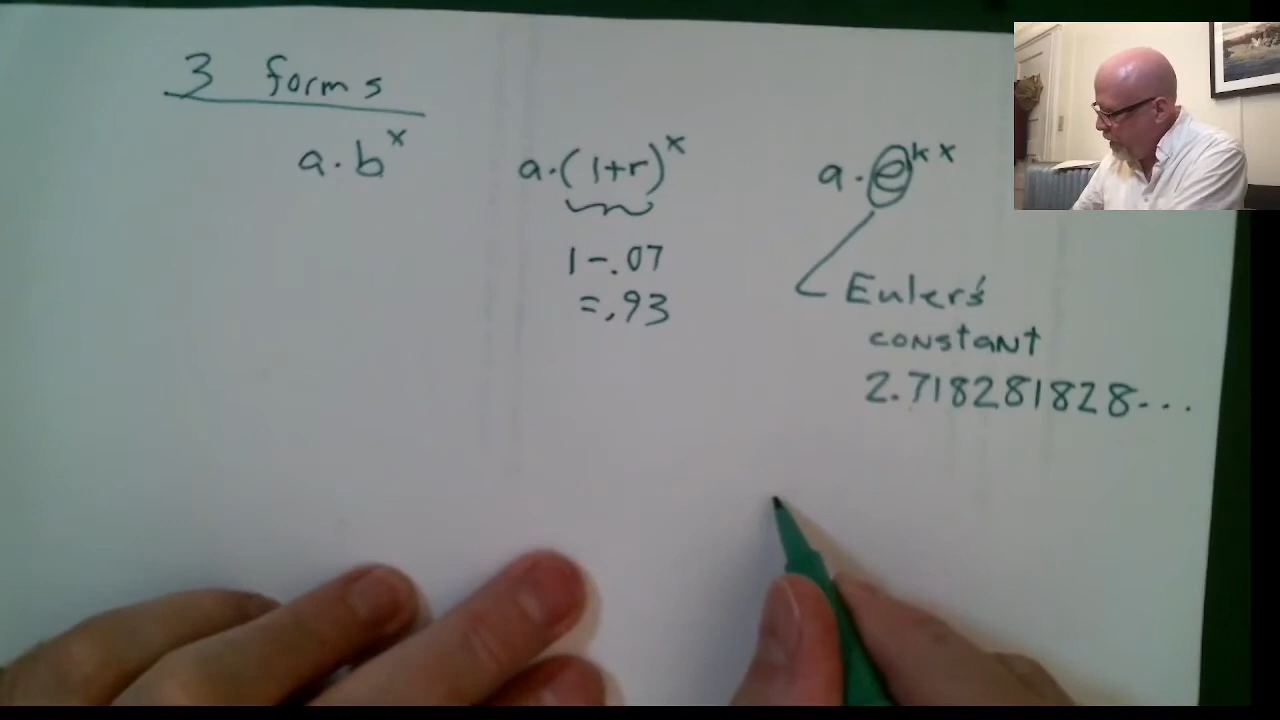 3 forms
a·b^x
a·(1+r)^x
1-.07
=.93
a·e^kx
Euler's
constant
2.718281828...